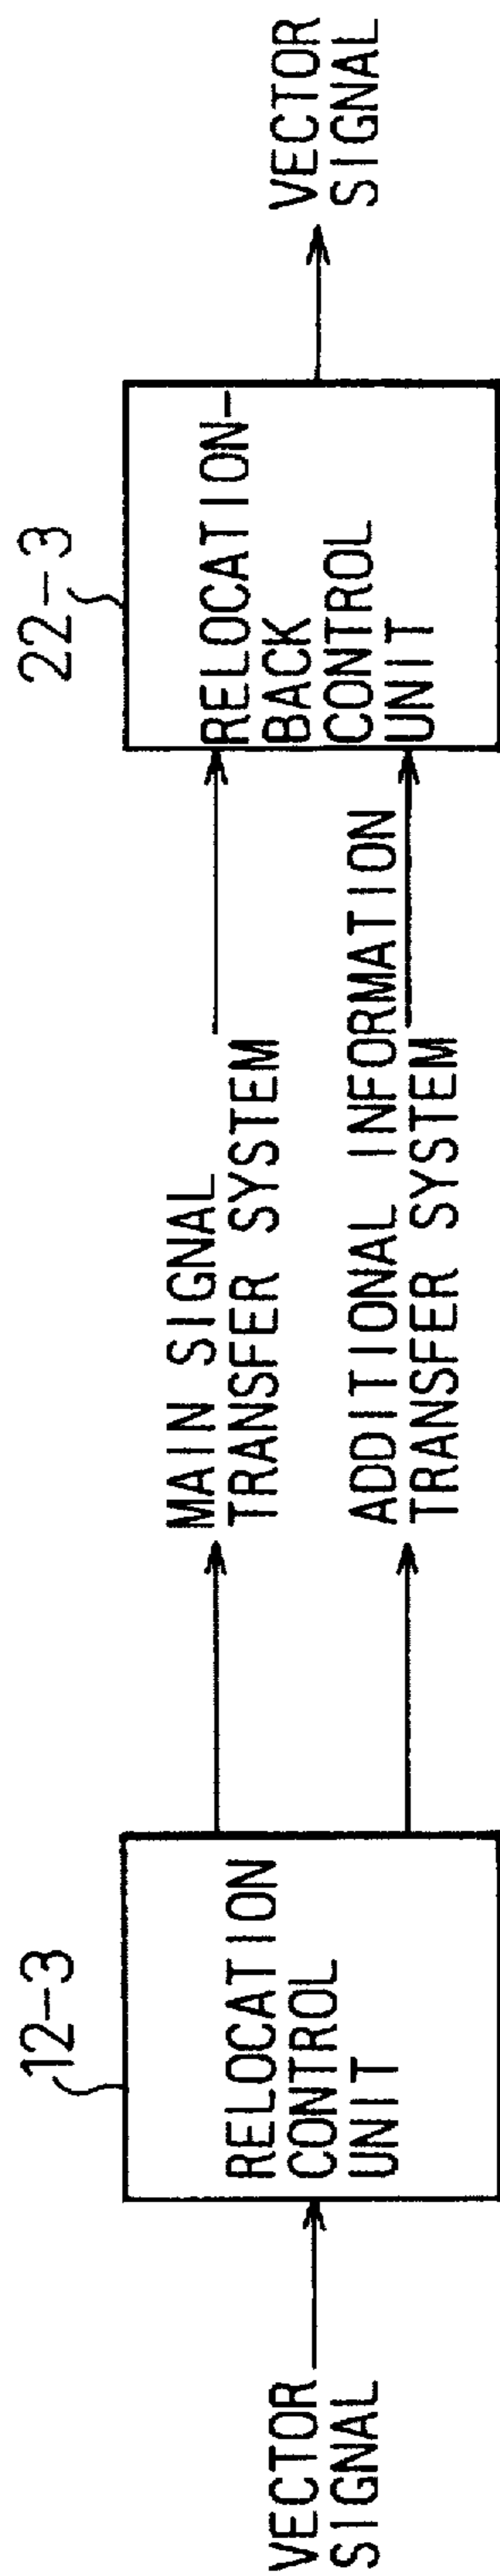 VECTOR
SIGNAL
12-3
RELOCATION
CONTROL
UNIT
MAIN SIGNAL
TRANSFER SYSTEM
ADDITIONAL INFORMATION
TRANSFER SYSTEM
22-3
RELOCATION-
BACK
CONTROL
UNIT
VECTOR
SIGNAL